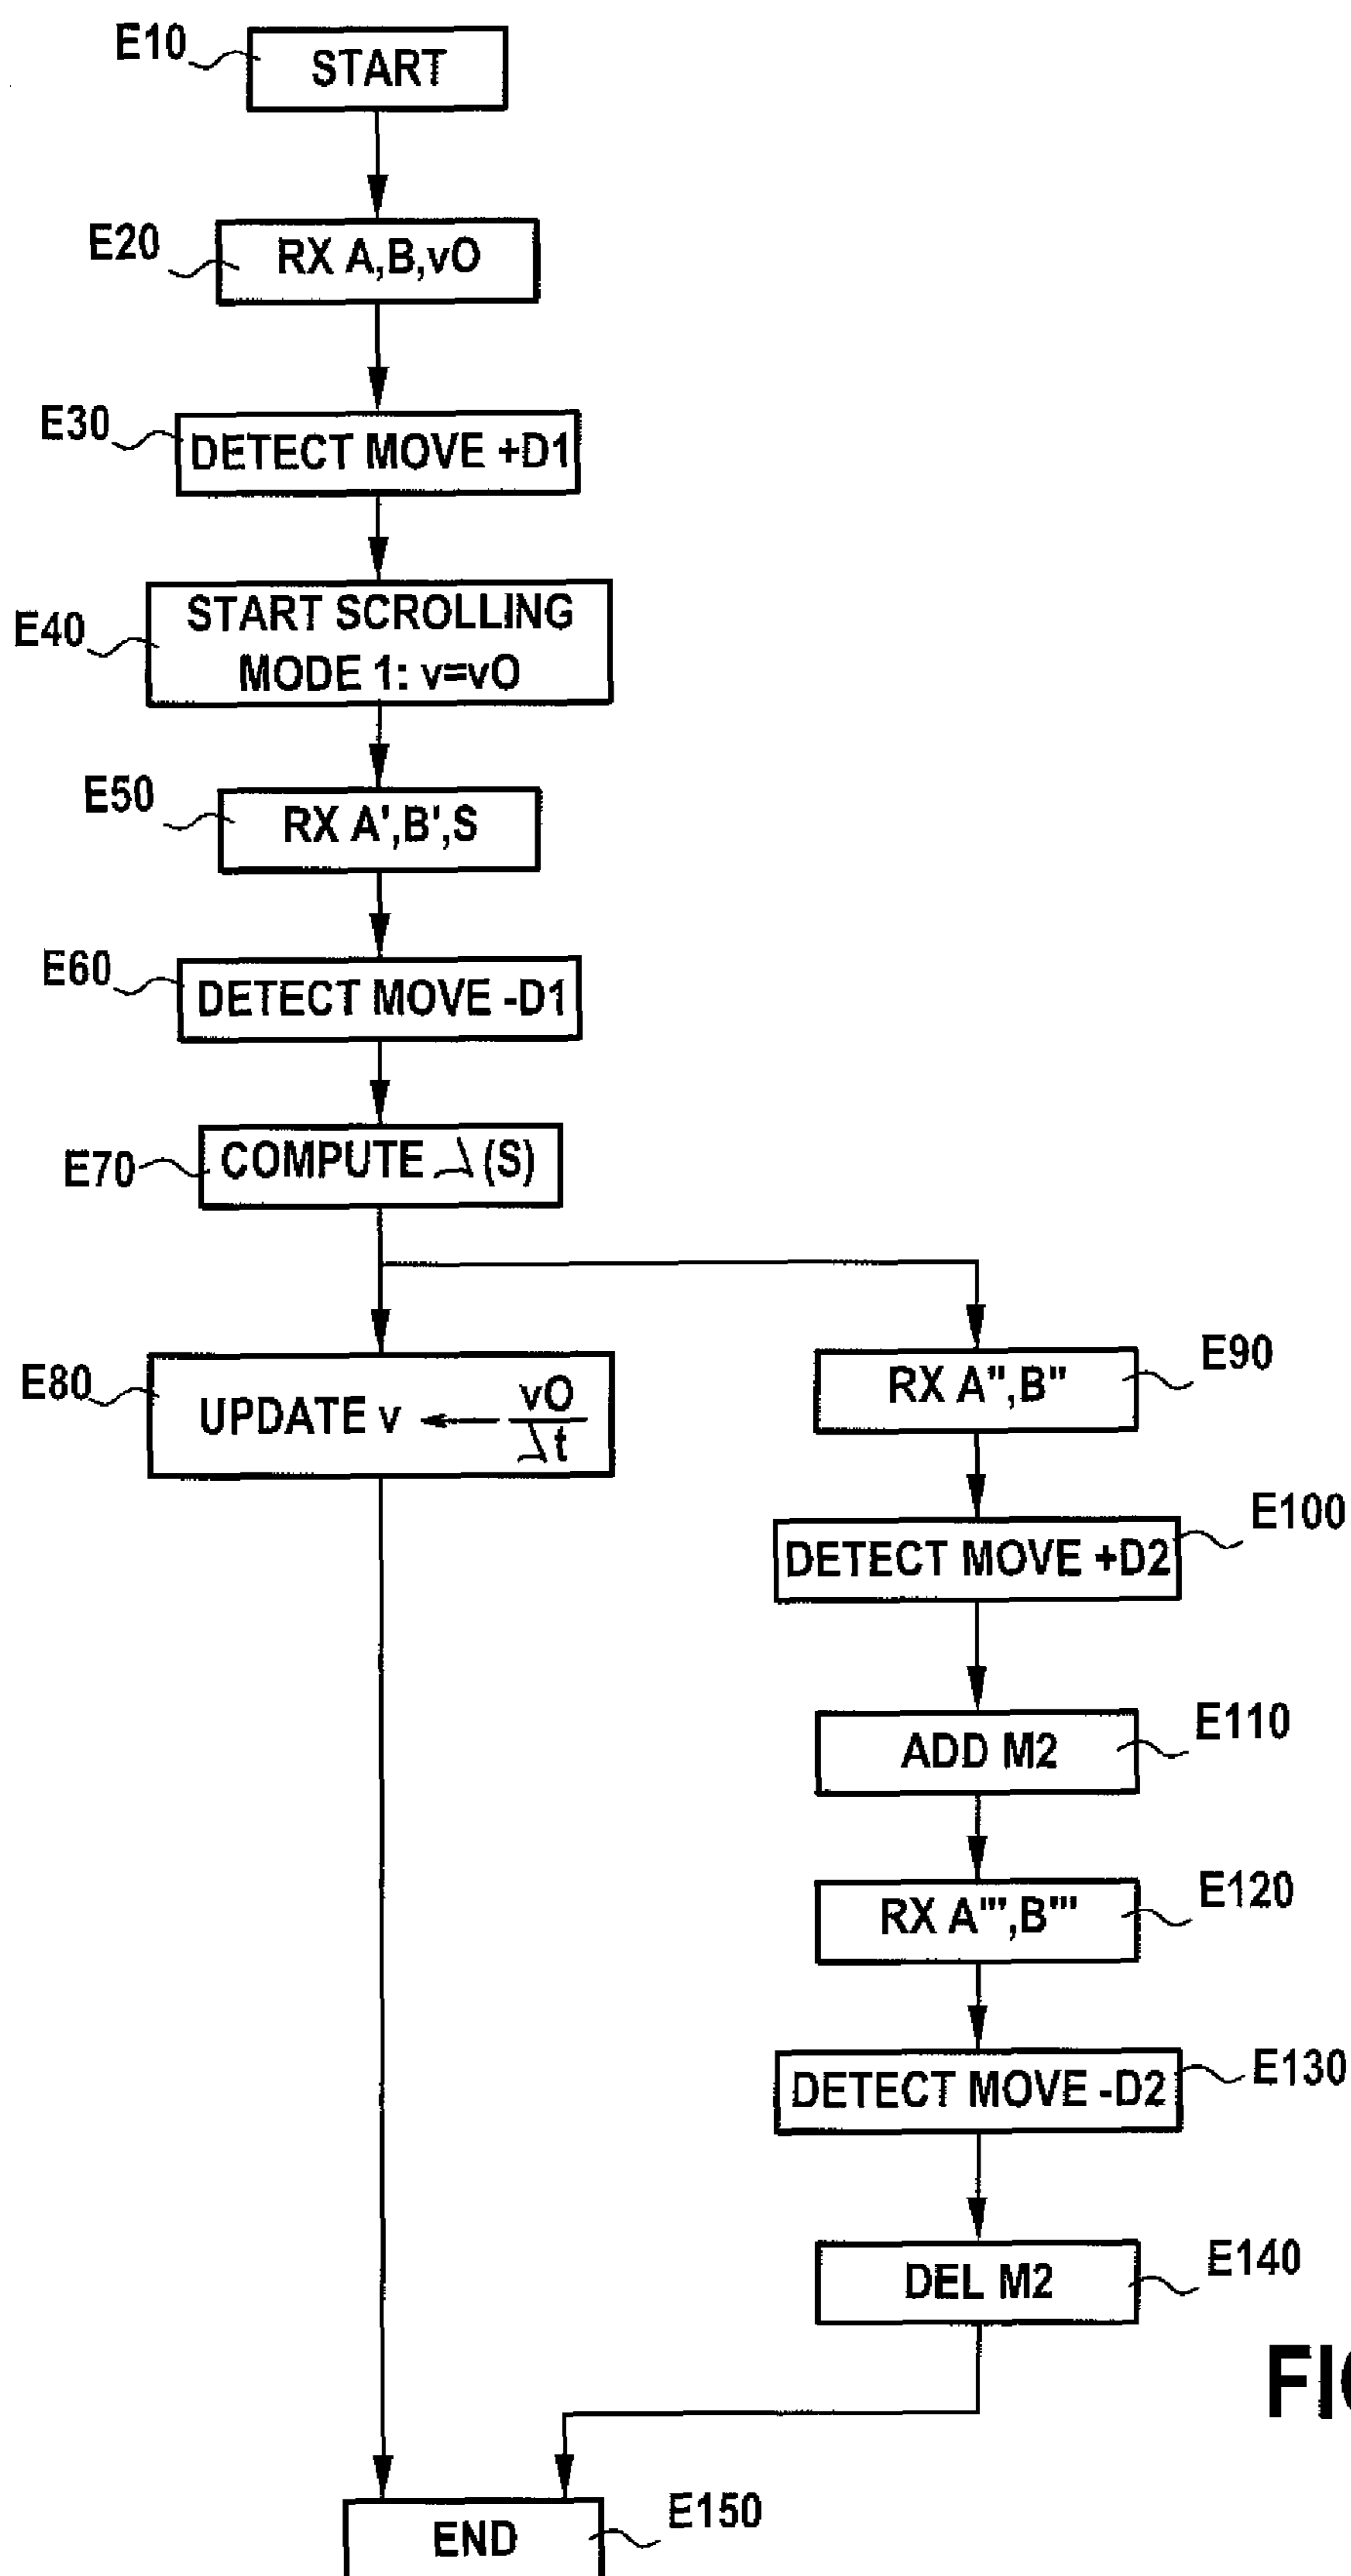 E10
START
E20
RX A,B,vO
E30
DETECT MOVE +D1
E40
START SCROLLING
MODE 1: v=vO
E50
RX A',B',S
E60
DETECT MOVE -D1
E70
COMPUTE λ (S)
E80
UPDATE v ← vO
λt
E90
RX A",B"
E100
DETECT MOVE +D2
E110
ADD M2
E120
RX A"',B"'
E130
DETECT MOVE -D2
E140
DEL M2
E150
END